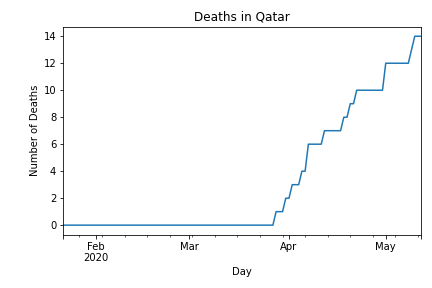 Deaths in Qatar
14
12
10
8
6
4
2
0
Number of Deaths
Feb
2020
Mar
Apr
May
Day